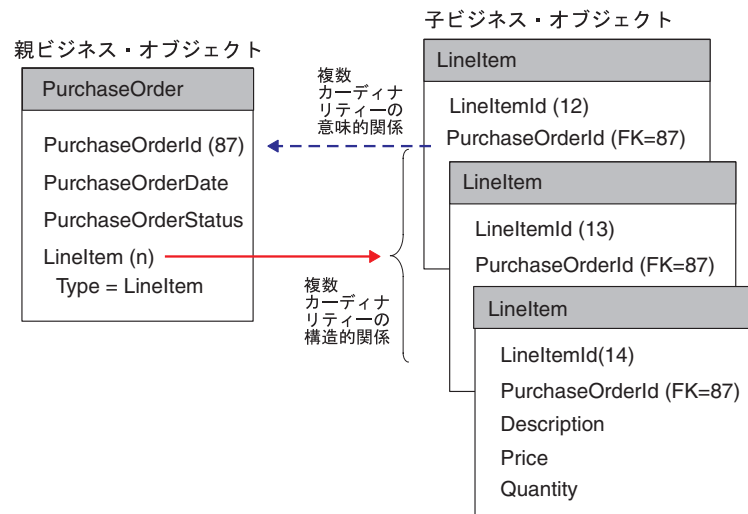 親ビジネス・オブジェクト
PurchaseOrder
PurchaseOrderId (87)
PurchaseOrderDate
PurchaseOrderStatus
LineItem (n)
Type = LineItem
複数
カーディナ
リティーの
意味的関係
複数
カーディナ
リティーの
構造的関係
子ビジネス・オブジェクト
LineItem
LineItemId (12)
PurchaseOrderId (FK=87)
LineItem
LineItemId (13)
PurchaseOrderId (FK=87)
LineItem
LineItemId(14)
PurchaseOrderId (FK=87)
Description
Price
Quantity